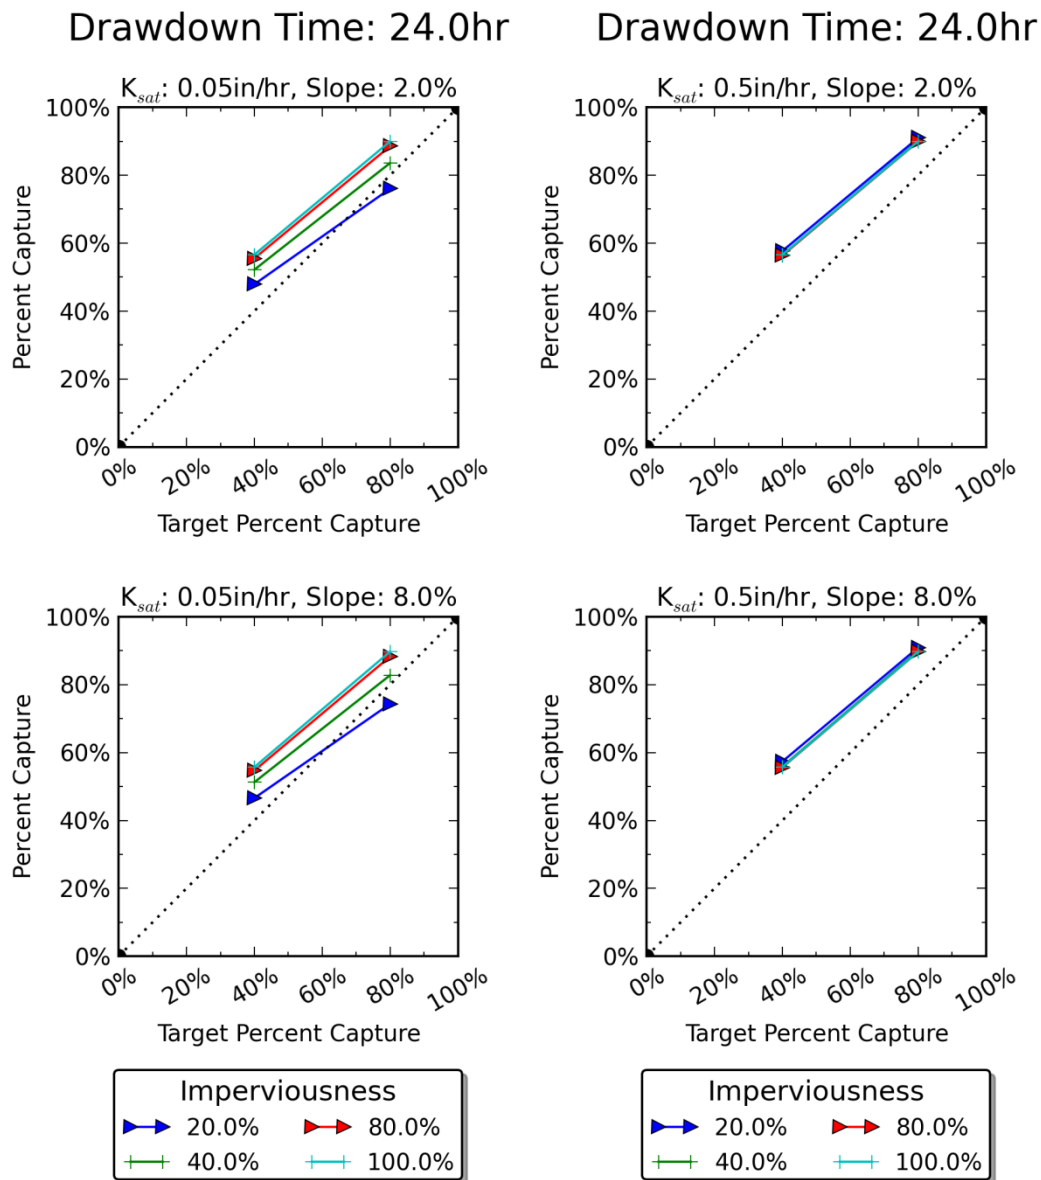 Drawdown Time: 24.0hr
Drawdown Time: 24.0hr
Ksat: 0.05in/hr, Slope: 2.0%
100%
80%
60%
40%
20%
0%
Percent Capture
0% 20% 40% 60% 80% 100%
Target Percent Capture
Ksat: 0.5in/hr, Slope: 2.0%
100%
80%
60%
40%
20%
0%
Percent Capture
0% 20% 40% 60% 80% 100%
Target Percent Capture
Ksat: 0.05in/hr, Slope: 8.0%
100%
80%
60%
40%
20%
0%
Percent Capture
0% 20% 40% 60% 80% 100%
Target Percent Capture
Ksat: 0.5in/hr, Slope: 8.0%
100%
80%
60%
40%
20%
0%
Percent Capture
0% 20% 40% 60% 80% 100%
Target Percent Capture
Imperviousness
20.0% 80.0%
40.0% 100.0%
Imperviousness
20.0% 80.0%
40.0% 100.0%